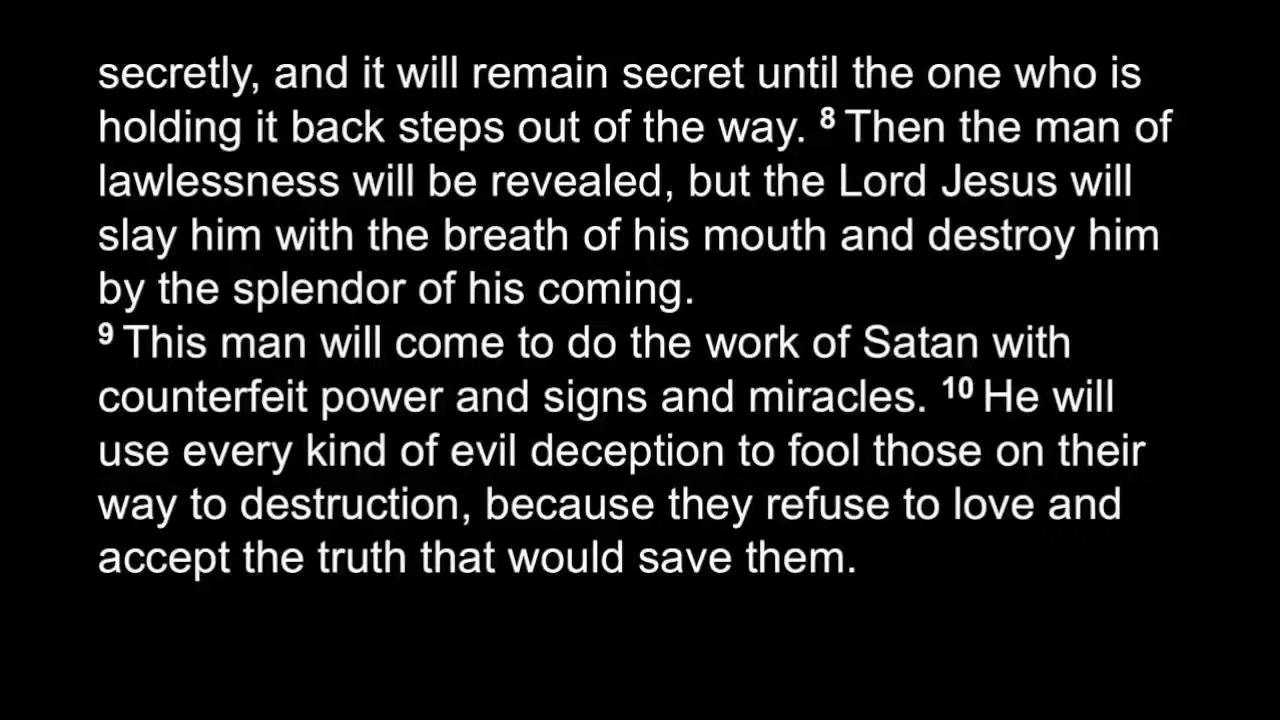 secretly, and it will remain secret until the one who is
holding it back steps out of the way. 8 Then the man of
lawlessness will be revealed, but the Lord Jesus will
slay him with the breath of his mouth and destroy him
by the splendor of his coming.
9 This man will come to do the work of Satan with
counterfeit power and signs and miracles. 10 He will
use every kind of evil deception to fool those on their
way to destruction, because they refuse to love and
accept the truth that would save them.